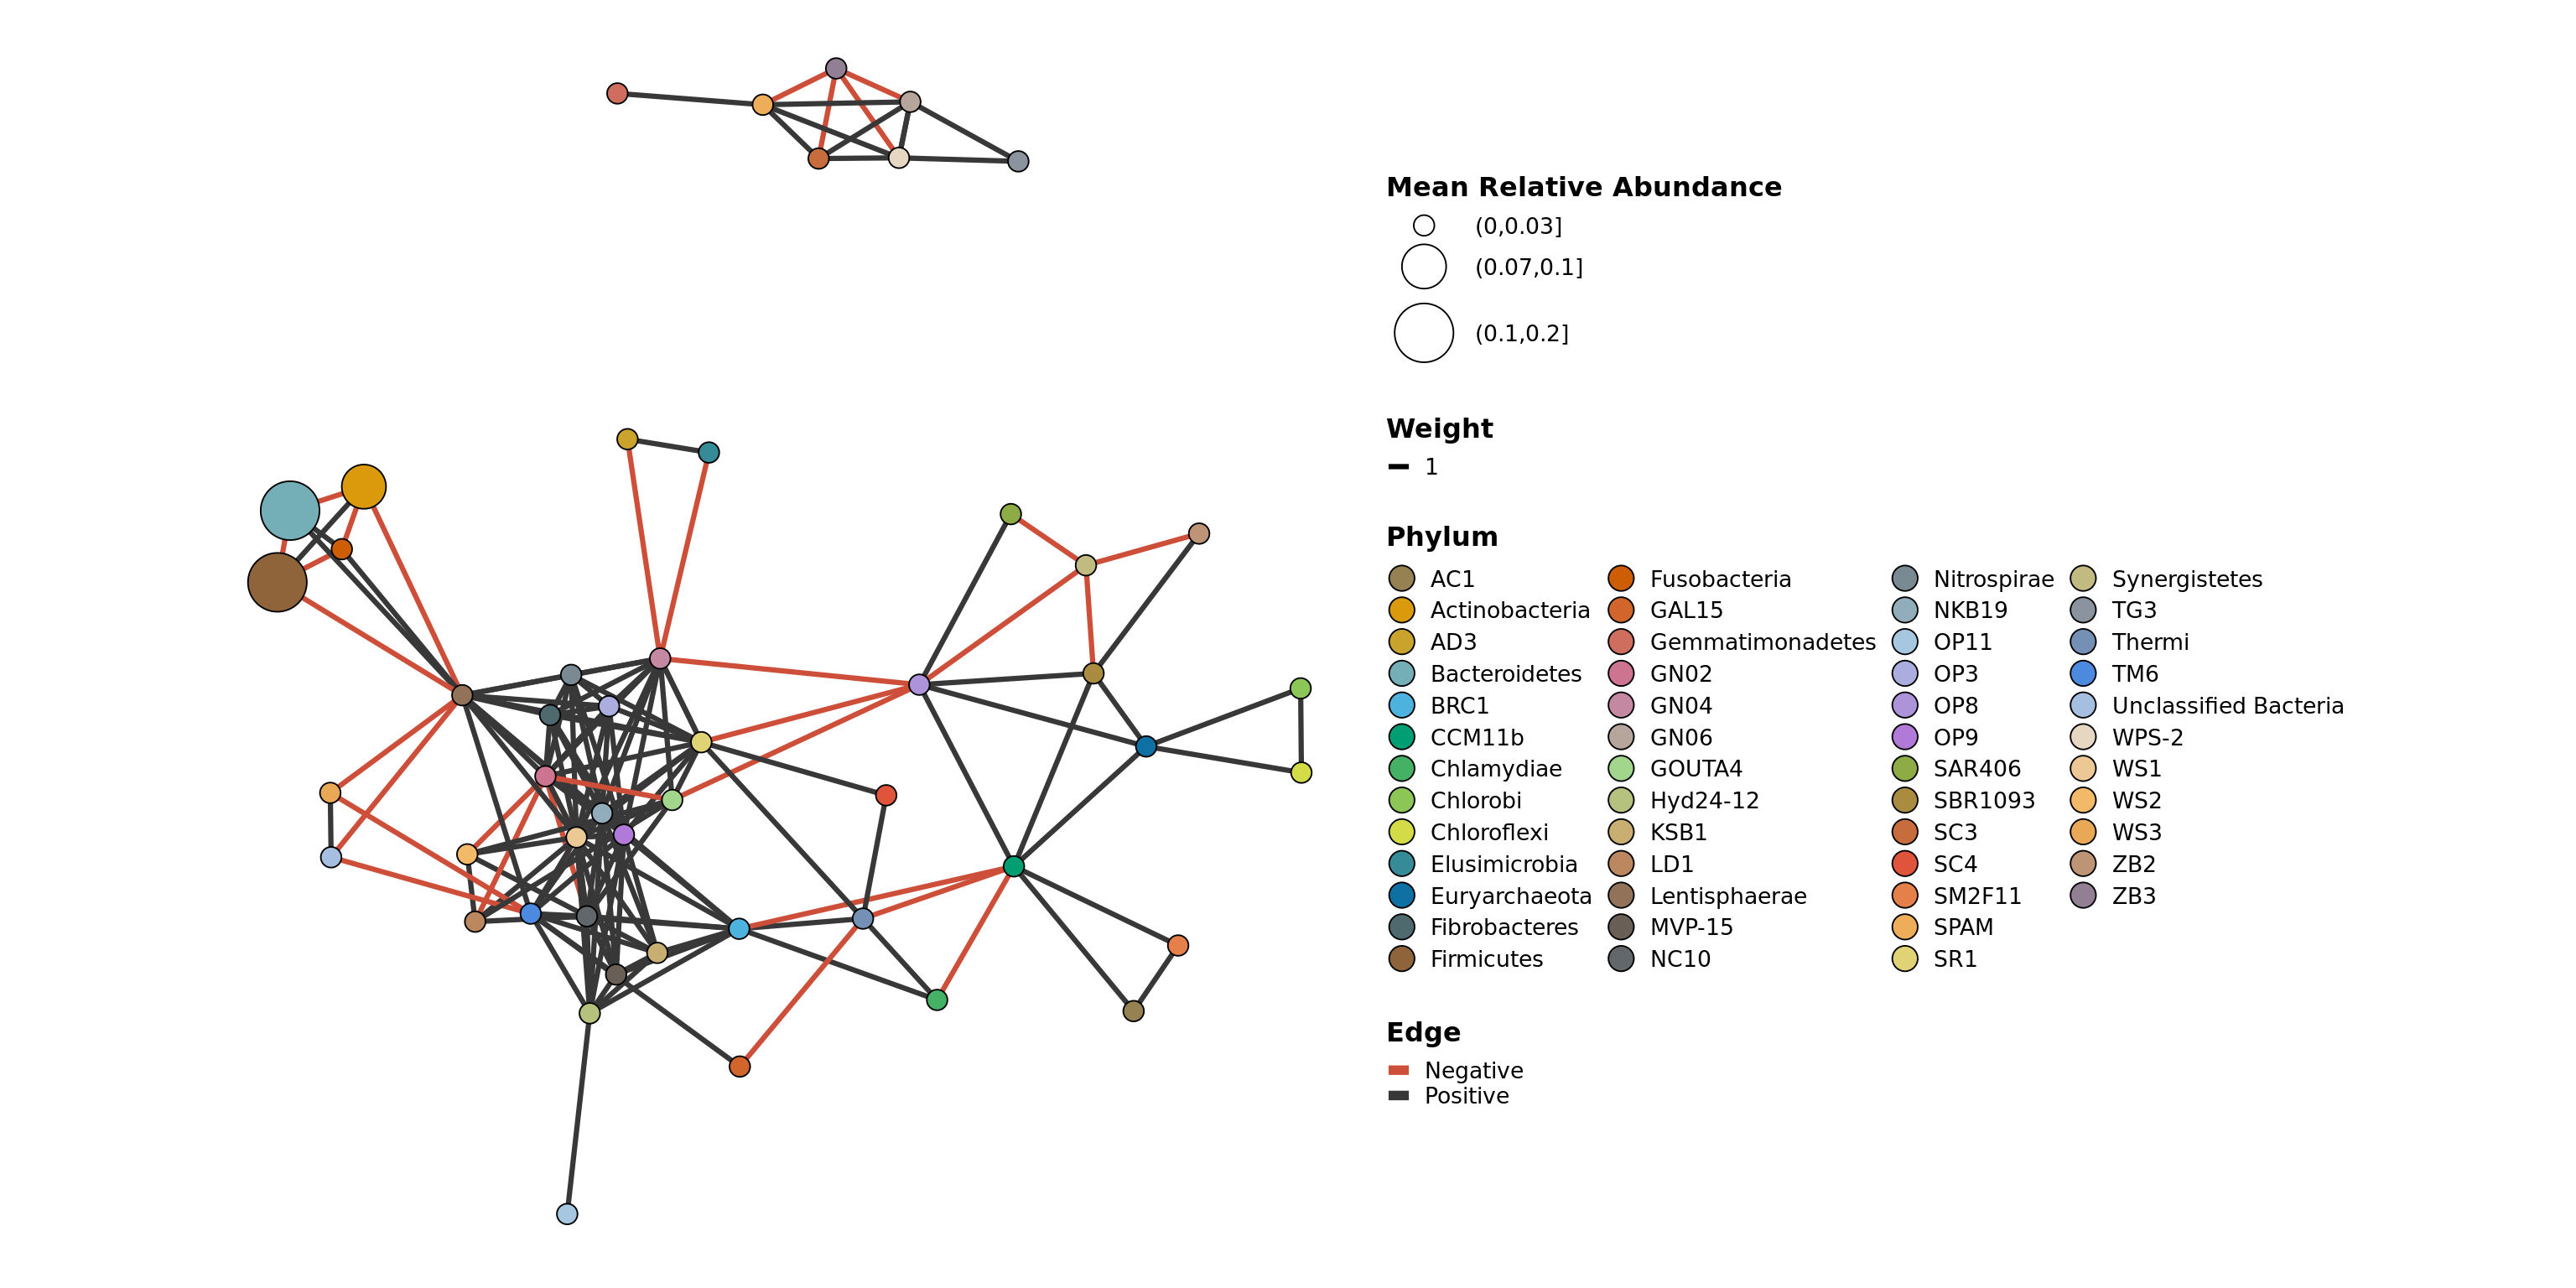 Mean Relative Abundance
(0,0.03]
(0.07,0.1]
(0.1,0.2]
Weight
1
Phylum
AC1
Actinobacteria
AD3
Bacteroidetes
BRC1
CCM11b
Chlamydiae
Chlorobi
Chloroflexi
Elusimicrobia
Euryarchaeota
Fibrobacteres
Firmicutes
Fusobacteria
GAL15
Gemmatimonadetes
GN02
GN04
GN06
GOUTA4
Hyd24-12
KSB1
LD1
Lentisphaerae
MVP-15
NC10
Nitrospirae
NKB19
OP11
OP3
OP8
OP9
SAR406
SBR1093
SC3
SC4
SM2F11
SPAM
SR1
Synergistetes
TG3
Thermi
TM6
Unclassified Bacteria
WPS-2
WS1
WS2
WS3
ZB2
ZB3
Edge
Negative
Positive